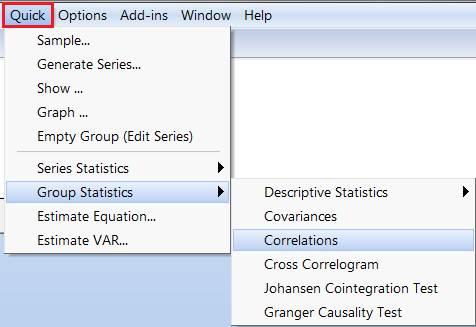 Quick Options Add-ins Window Help
Sample...
Generate Series...
Show ...
Graph ...
Empty Group (Edit Series)
Series Statistics
Group Statistics
Estimate Equation...
Estimate VAR...
Descriptive Statistics
Covariances
Correlations
Cross Correlogram
Johansen Cointegration Test
Granger Causality Test